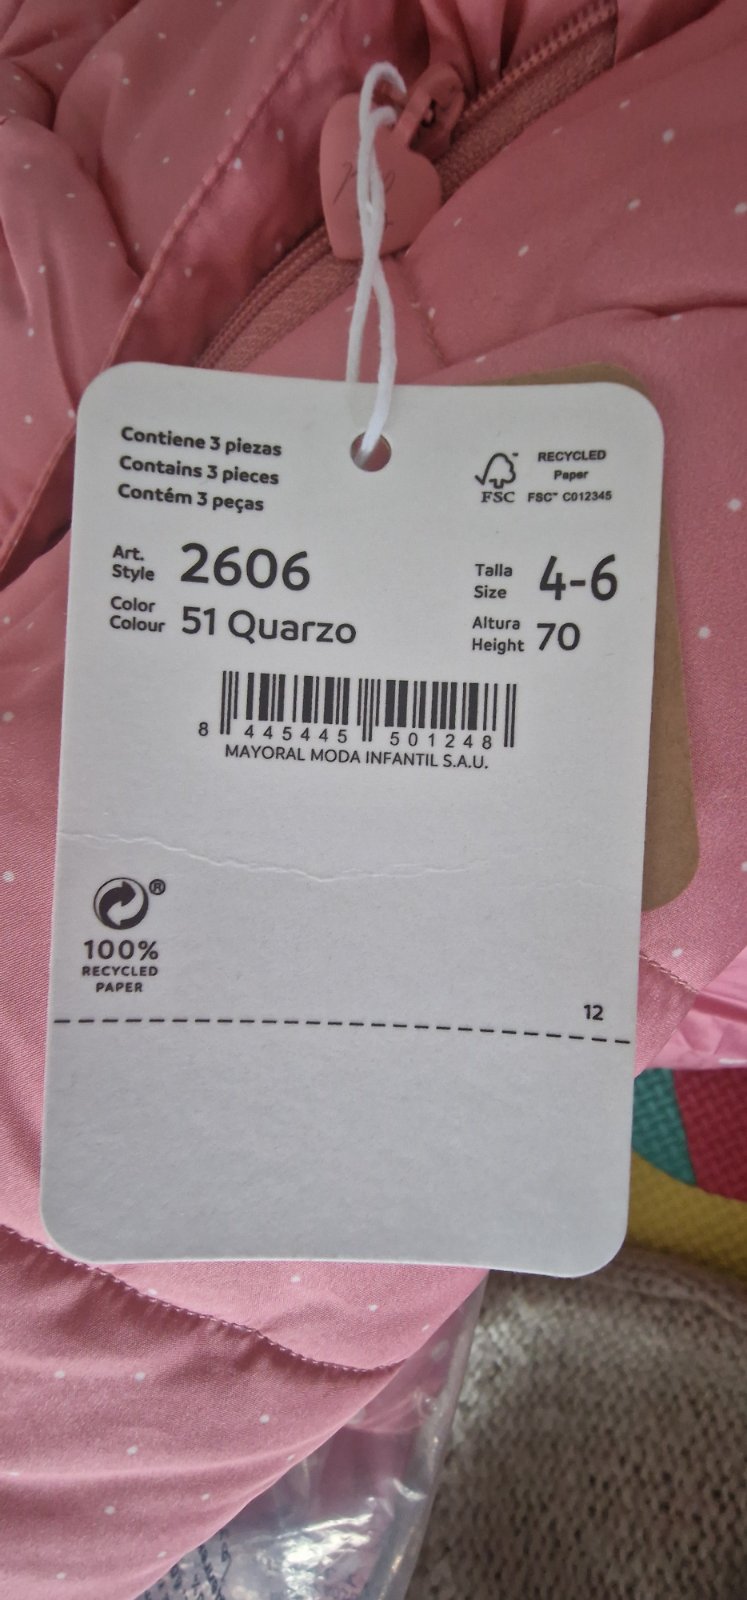 Contiene 3 piezas
Contains 3 pieces
Contém 3 peças
RECYCLED
Paper
FSC FSC™ C012345
Art.
Style 2606
Talla
Size 4-6
Color
Colour 51 Quarzo
Altura
Height 70
8 445445 501248
MAYORAL MODA INFANTIL S.A.U.
®
100%
RECYCLED
PAPER
12